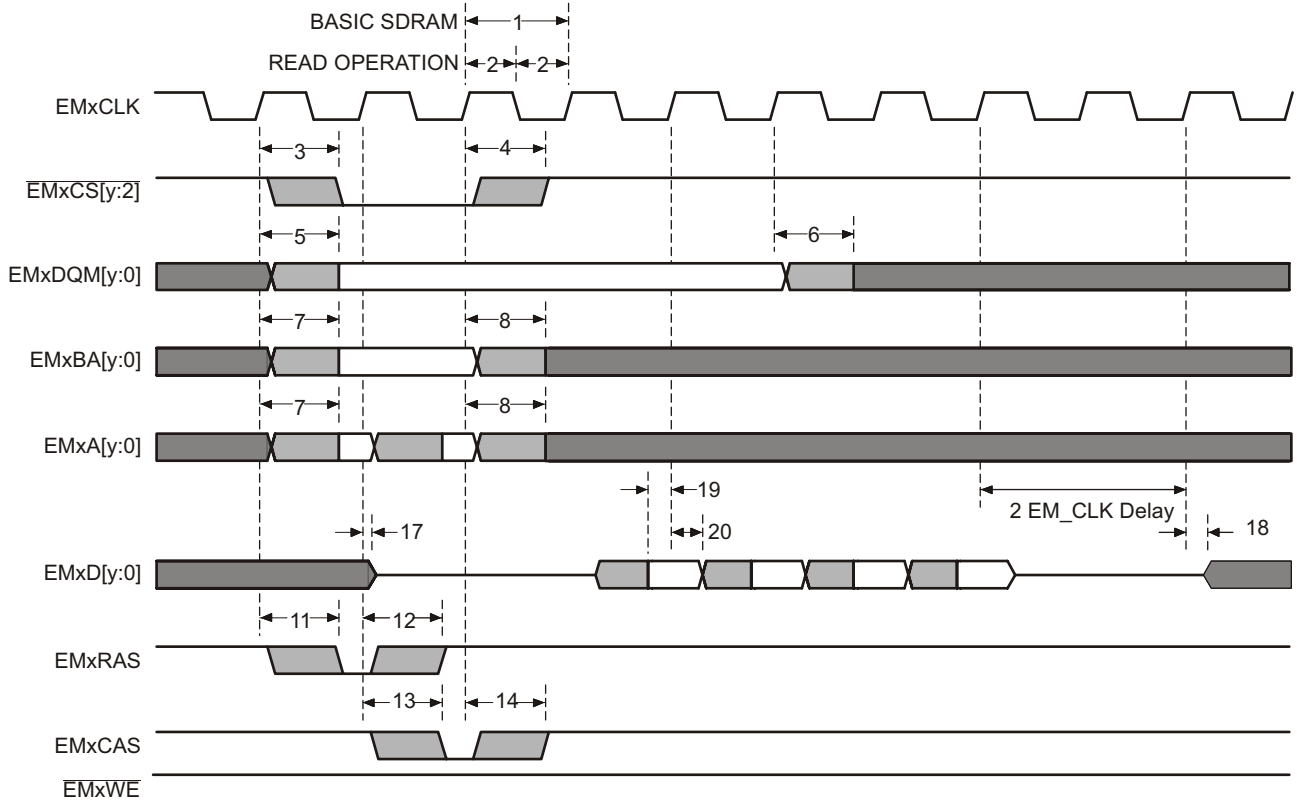 BASIC SDRAM
1
READ OPERATION
2
2
EMxCLK
3
4
EMxCS[y:2]
5
6
EMxDQM[y:0]
7
8
EMxBA[y:0]
7
8
EMxA[y:0]
19
2 EM_CLK Delay
17
20
18
EMxD[y:0]
11
12
EMxRAS
13
14
EMxCAS
EMxWE